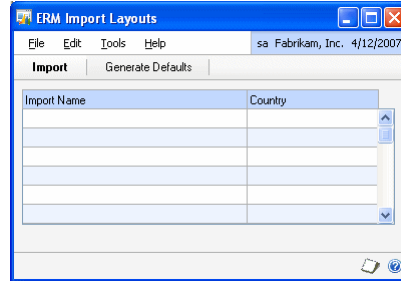 ERM Import Layouts
File Edit Tools Help sa Fabrikam, Inc. 4/12/2007
Import Generate Defaults
Import Name Country